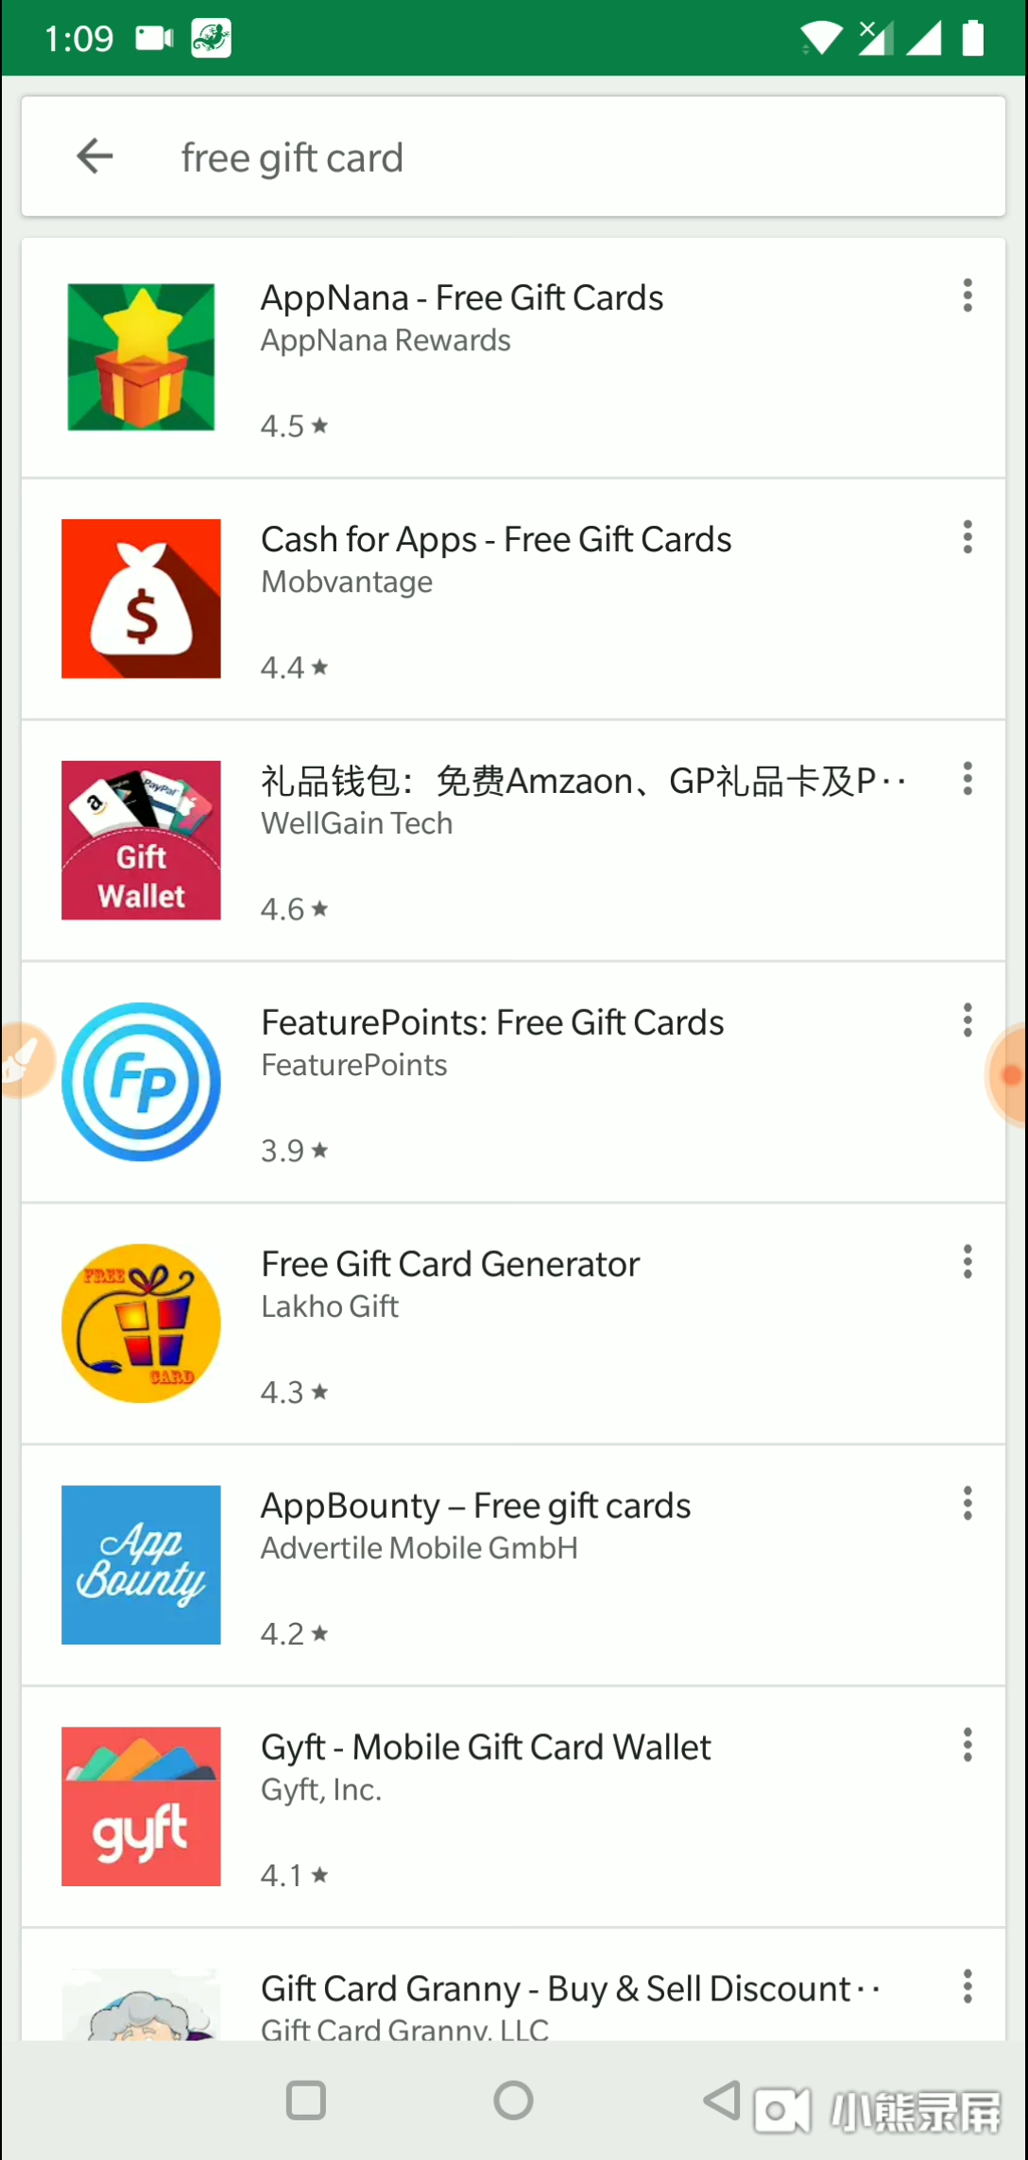 1:09
free gift card
AppNana - Free Gift Cards
AppNana Rewards
4.5★
Cash for Apps - Free Gift Cards
Mobvantage
$
4.4★
礼品钱包：免费Amzaon、GP礼品卡及P··
WellGain Tech
a
PayPal
Gift
Wallet
4.6★
FeaturePoints: Free Gift Cards
FeaturePoints
FP
3.9★
Free Gift Card Generator
Lakho Gift
FREE
CARD
4.3★
AppBounty – Free gift cards
Advertile Mobile GmbH
App
Bounty
4.2★
Gyft - Mobile Gift Card Wallet
Gyft, Inc.
gyft
4.1★
Gift Card Granny - Buy & Sell Discount··
Gift Card Granny, LLC
小熊录屏